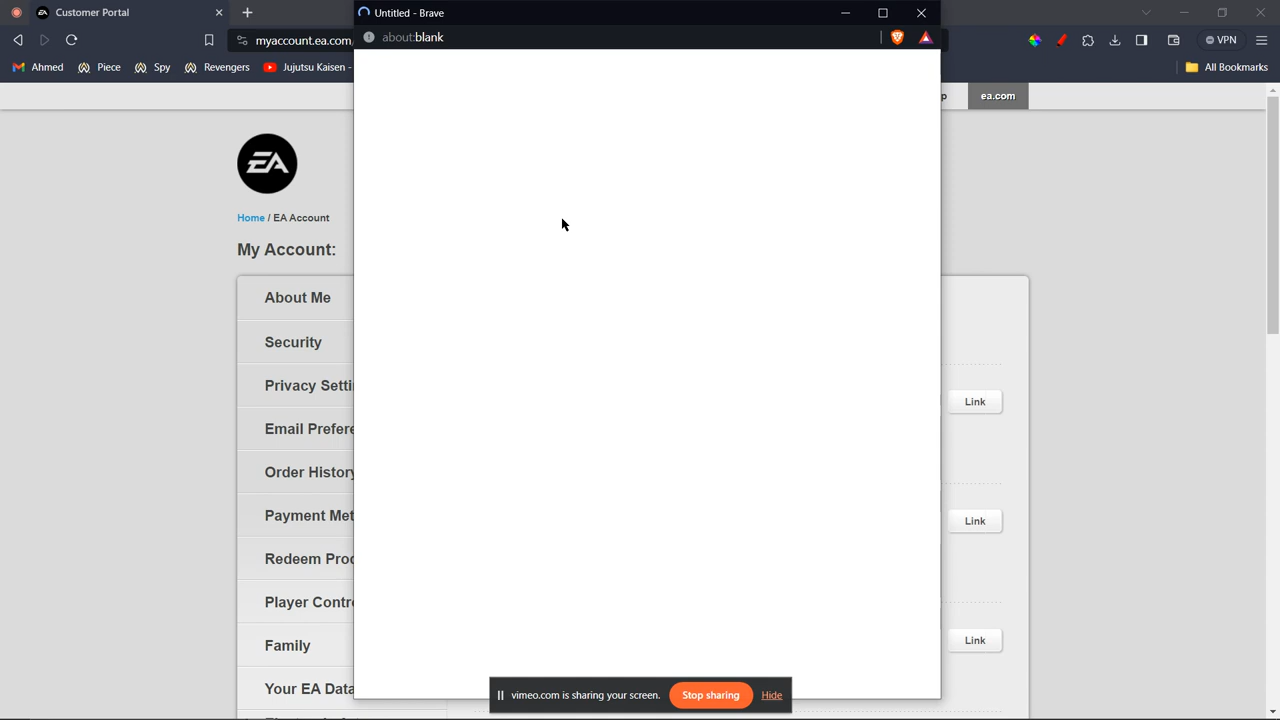 Customer Portal
Untitled - Brave
myaccount.ea.com
about:blank
VPN
Ahmed
Piece
Spy
Revengers
Jujutsu Kaisen -
All Bookmarks
p
ea.com
EA
Home / EA Account
My Account:
About Me
Security
Privacy Setti
Link
Email Prefere
Order History
Payment Met
Link
Redeem Proc
Player Contro
Family
Link
Your EA Data
vimeo.com is sharing your screen.
Stop sharing
Hide